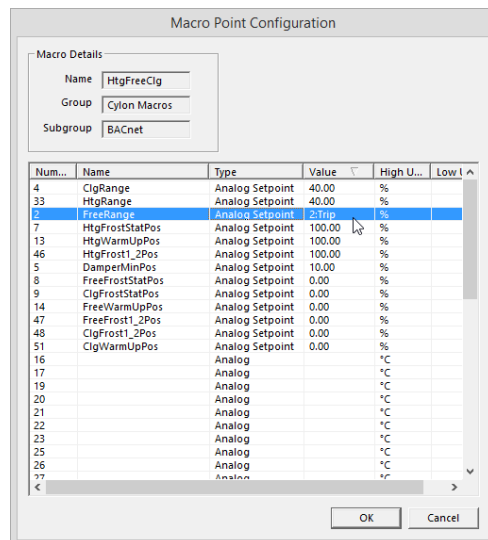 Macro Point Configuration
Macro Details
Name HtgFreeClg
Group Cylon Macros
Subgroup BACnet
Num... Name Type Value High U... Low U
4 ClgRange Analog Setpoint 40.00 %
33 HtgRange Analog Setpoint 40.00 %
2 FreeRange Analog Setpoint 2:Trip %
7 HtgFrostStatPos Analog Setpoint 100.00 %
13 HtgWarmUpPos Analog Setpoint 100.00 %
46 HtgFrost1_2Pos Analog Setpoint 100.00 %
5 DamperMinPos Analog Setpoint 10.00 %
8 FreeFrostStatPos Analog Setpoint 0.00 %
9 ClgFrostStatPos Analog Setpoint 0.00 %
14 FreeWarmUpPos Analog Setpoint 0.00 %
47 FreeFrost1_2Pos Analog Setpoint 0.00 %
48 ClgFrost1_2Pos Analog Setpoint 0.00 %
51 ClgWarmUpPos Analog Setpoint 0.00 %
16 Analog °C
17 Analog °C
19 Analog °C
20 Analog °C
21 Analog °C
22 Analog °C
23 Analog °C
25 Analog °C
26 Analog °C
27 Analog °C
OK Cancel